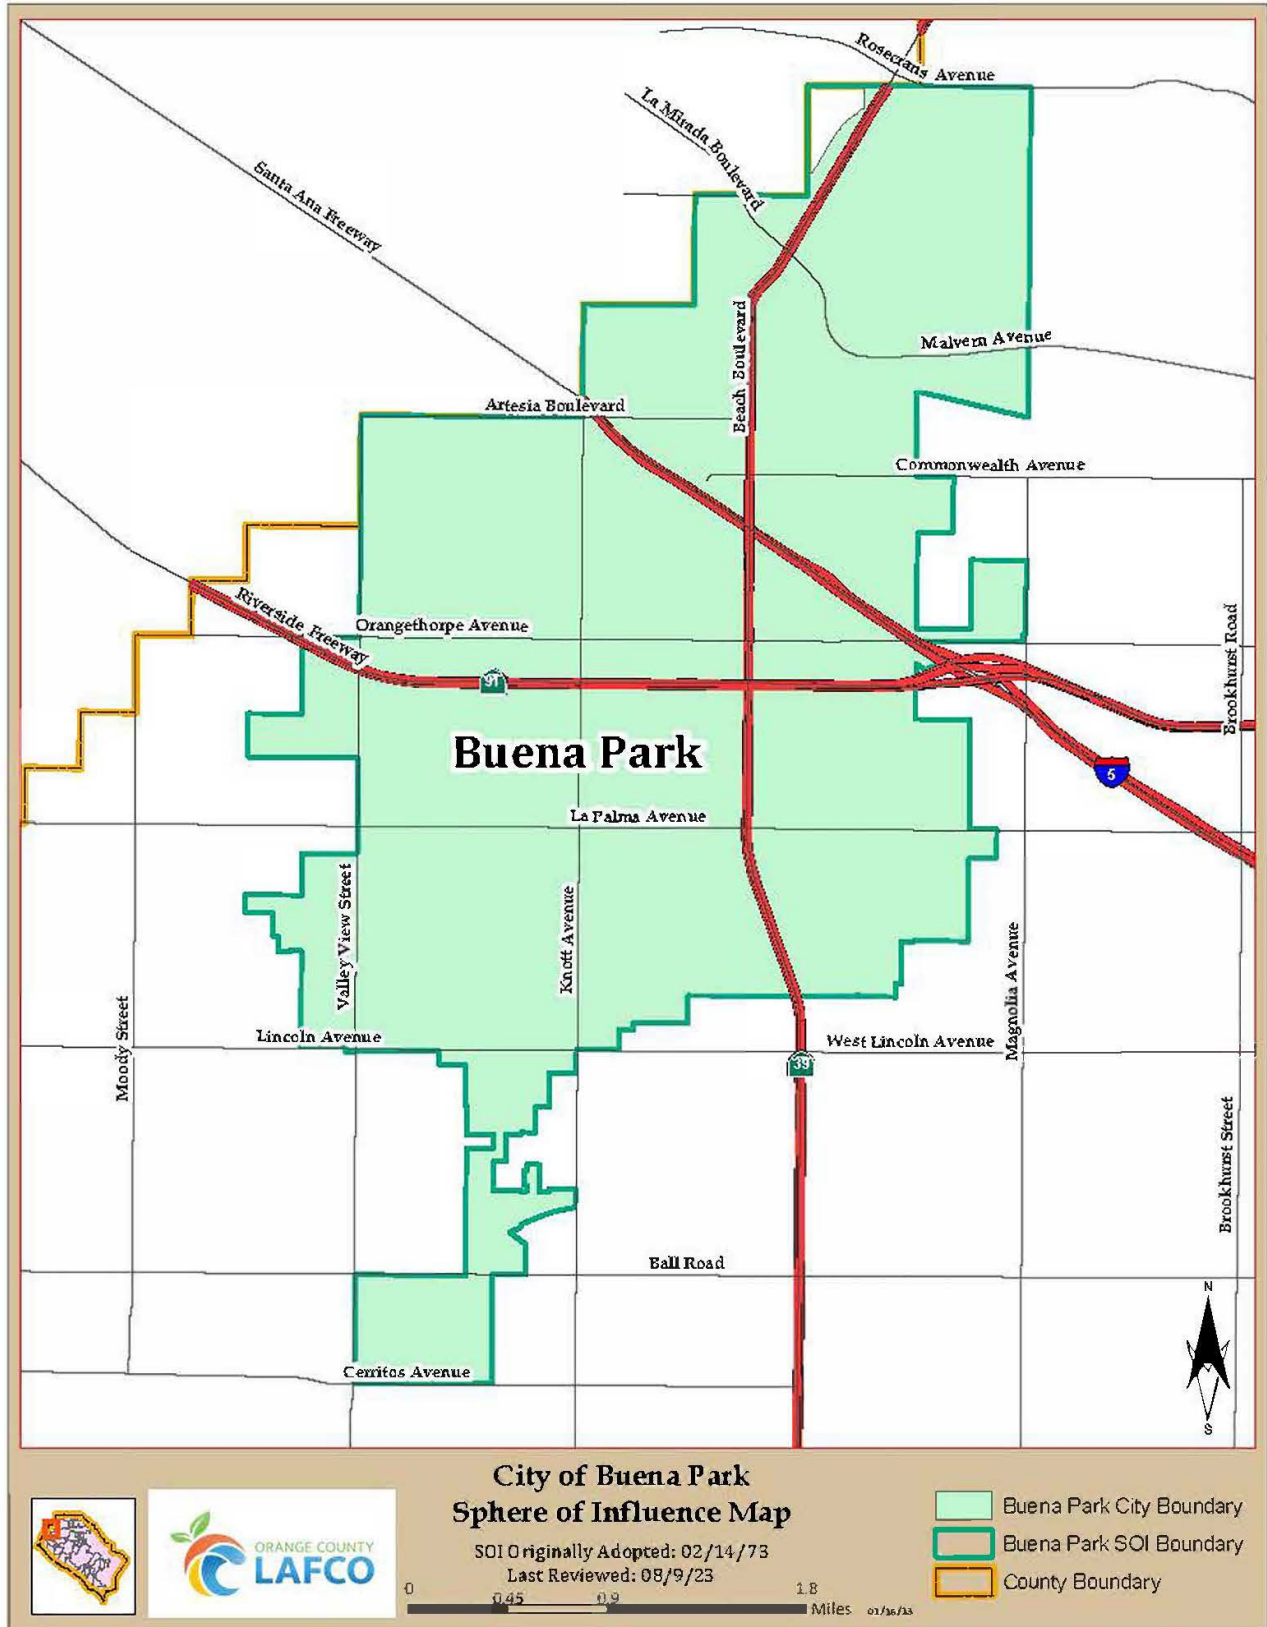 Rosecrans Avenue
La Mirada Boulevard
Santa Ana Freeway
Beach Boulevard
Malvern Avenue
Artesia Boulevard
Commonwealth Avenue
Riverside Freeway
Orangethorpe Avenue
Brookhurst Road
91
Buena Park
5
La Palma Avenue
Valley View Street
Knott Avenue
Magnolia Avenue
Moody Street
Lincoln Avenue
West Lincoln Avenue
39
Brookhurst Street
Ball Road
N
S
Cerritos Avenue
City of Buena Park
Sphere of Influence Map
SOI Originally Adopted: 02/14/73
Last Reviewed: 08/9/23
0 0.45 0.9 1.8
Miles
ORANGE COUNTY
LAFCO
Buena Park City Boundary
Buena Park SOI Boundary
County Boundary